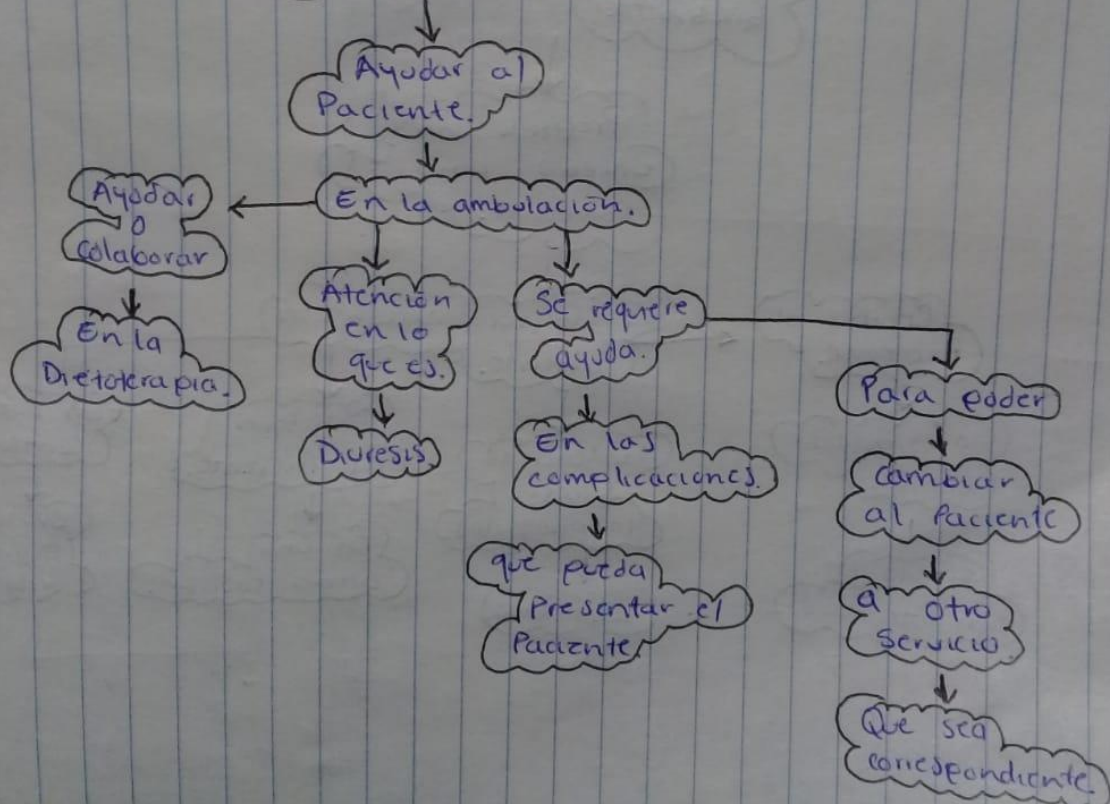 Ayudar al
Paciente.
En la ambulación.
Ayudar
o
colaborar
En la
Dietoterapia.
Atención
en lo
que es.
Diuresis
Se requiere
ayuda.
En las
complicaciones.
que pueda
Presentar el
Paciente
Para poder
Cambiar
al Paciente
a otro
Servicio.
Que sea
correspondiente.